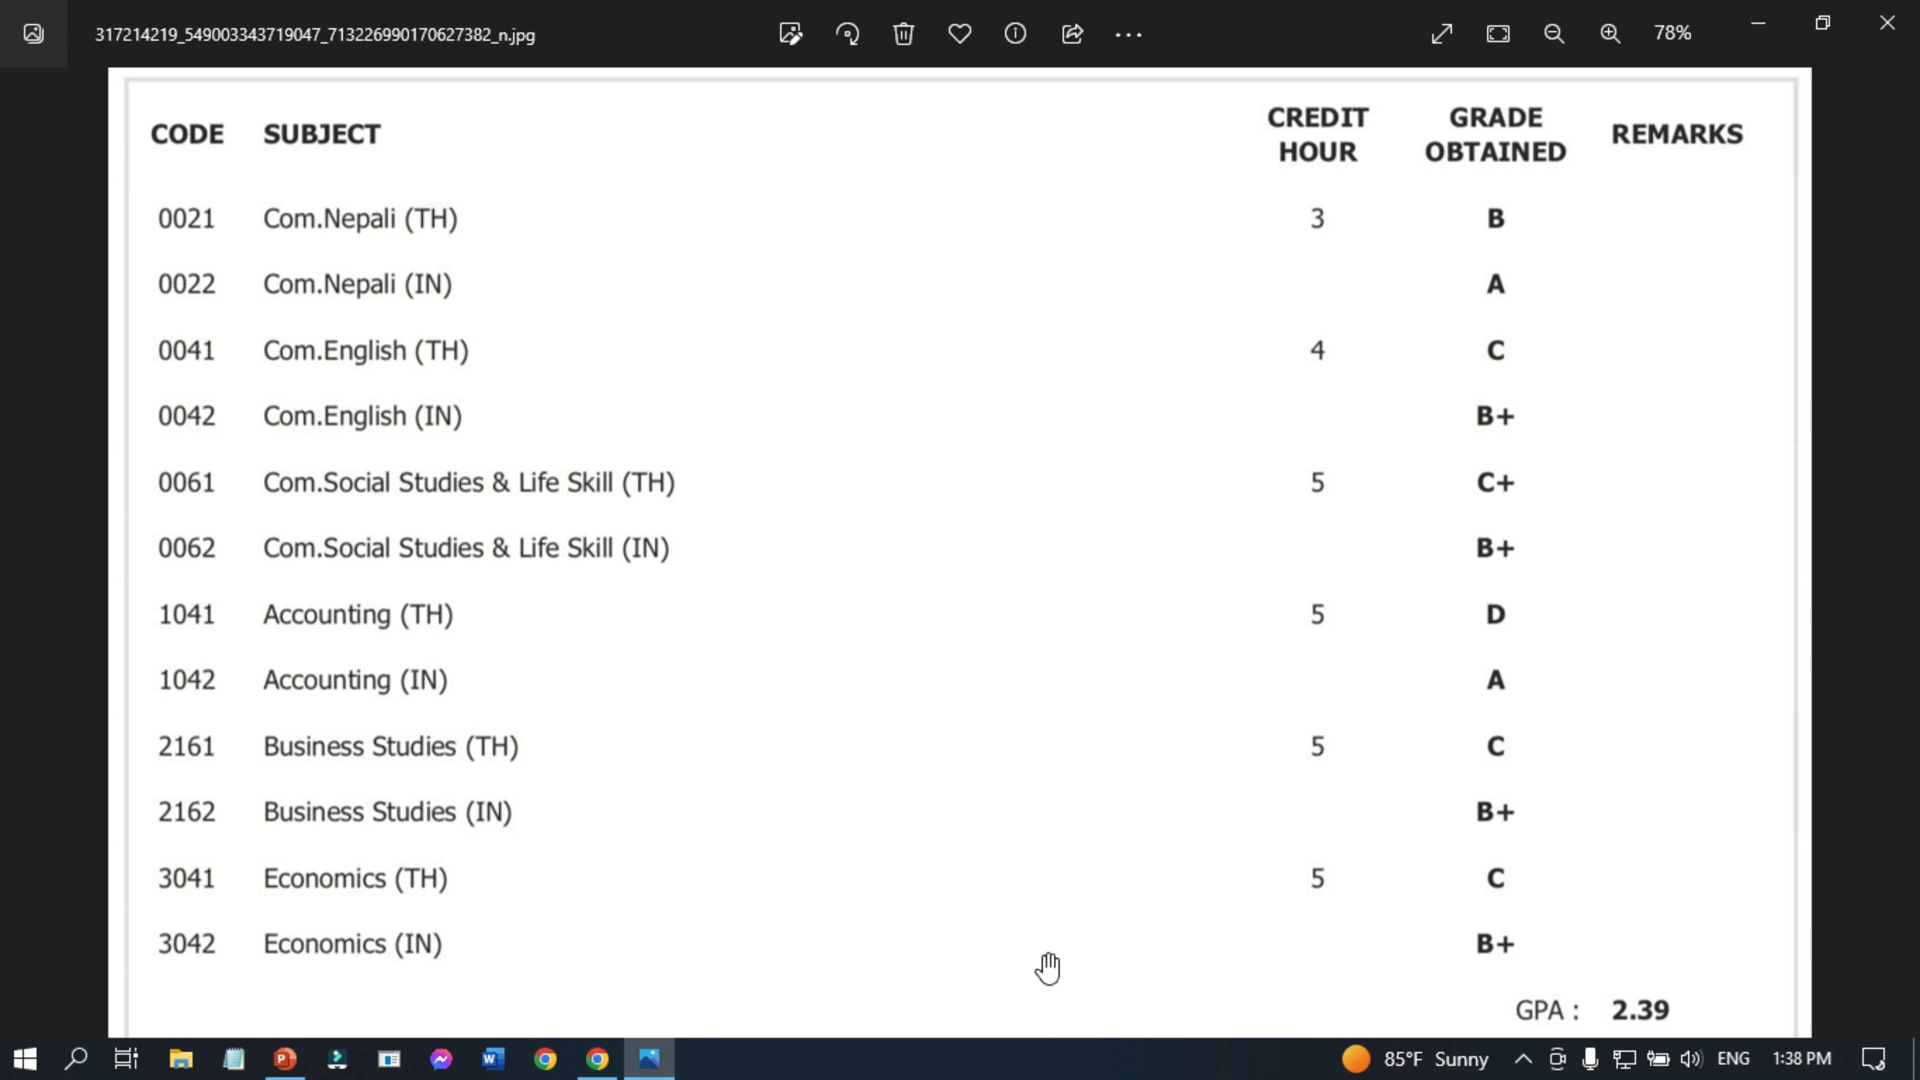 317214219_549003343719047_713226990170627382_n.jpg
78%
CODE SUBJECT CREDIT HOUR GRADE OBTAINED REMARKS
0021 Com.Nepali (TH) 3 B
0022 Com.Nepali (IN) A
0041 Com.English (TH) 4 C
0042 Com.English (IN) B+
0061 Com.Social Studies & Life Skill (TH) 5 C+
0062 Com.Social Studies & Life Skill (IN) B+
1041 Accounting (TH) 5 D
1042 Accounting (IN) A
2161 Business Studies (TH) 5 C
2162 Business Studies (IN) B+
3041 Economics (TH) 5 C
3042 Economics (IN) B+
GPA : 2.39
85°F Sunny ENG 1:38 PM